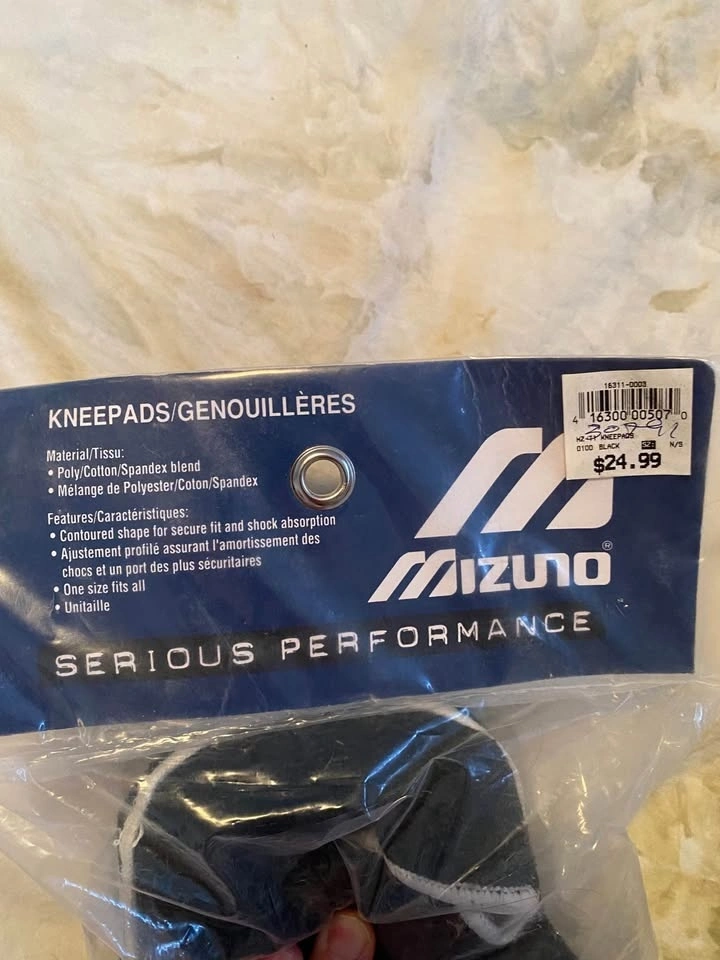 KNEEPADS/GENOUILLÈRES
Material/Tissu:
• Poly/Cotton/Spandex blend
• Mélange de Polyester/Coton/Spandex
Features/Caractéristiques:
• Contoured shape for secure fit and shock absorption
• Ajustement profilé assurant l'amortissement des
chocs et un port des plus sécuritaires
• One size fits all
• Unitaille
16311-0003
4 16300 00507 0
KNEEPADS
0100 BLACK SZ: N/S
$24.99
MIZUNO®
SERIOUS PERFORMANCE